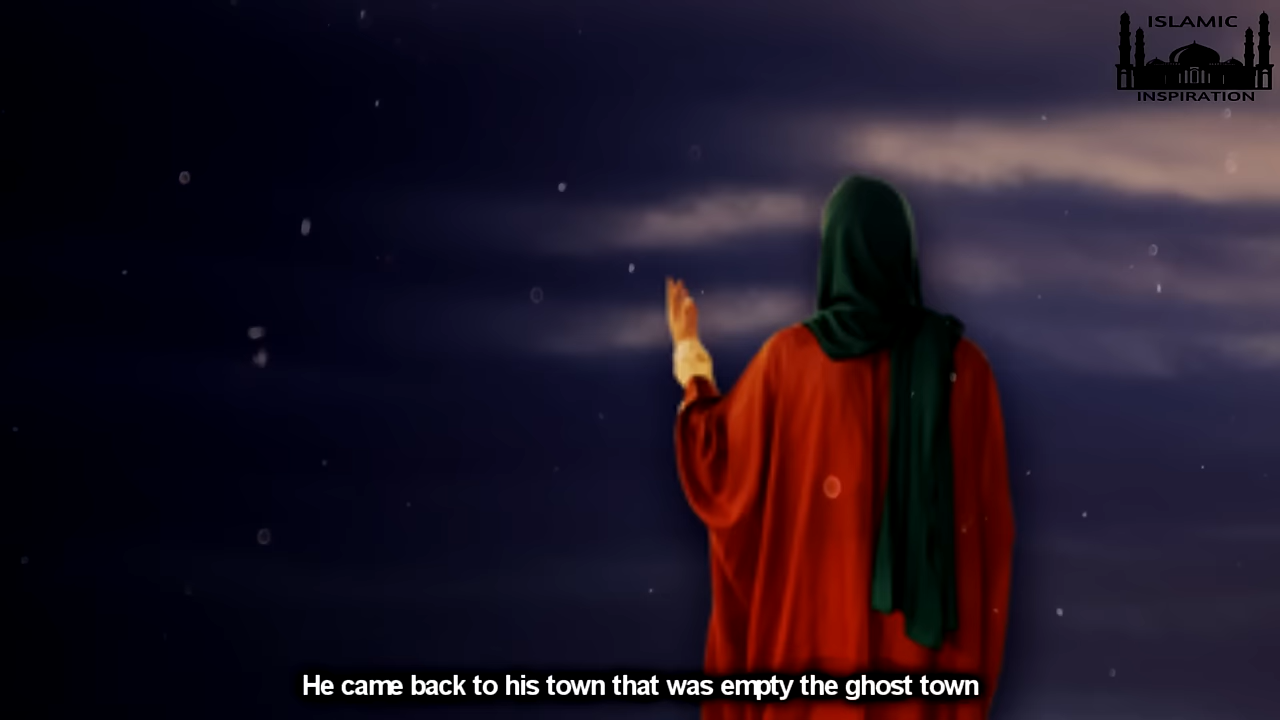 ISLAMIC
INSPIRATION
He came back to his town that was empty the ghost town